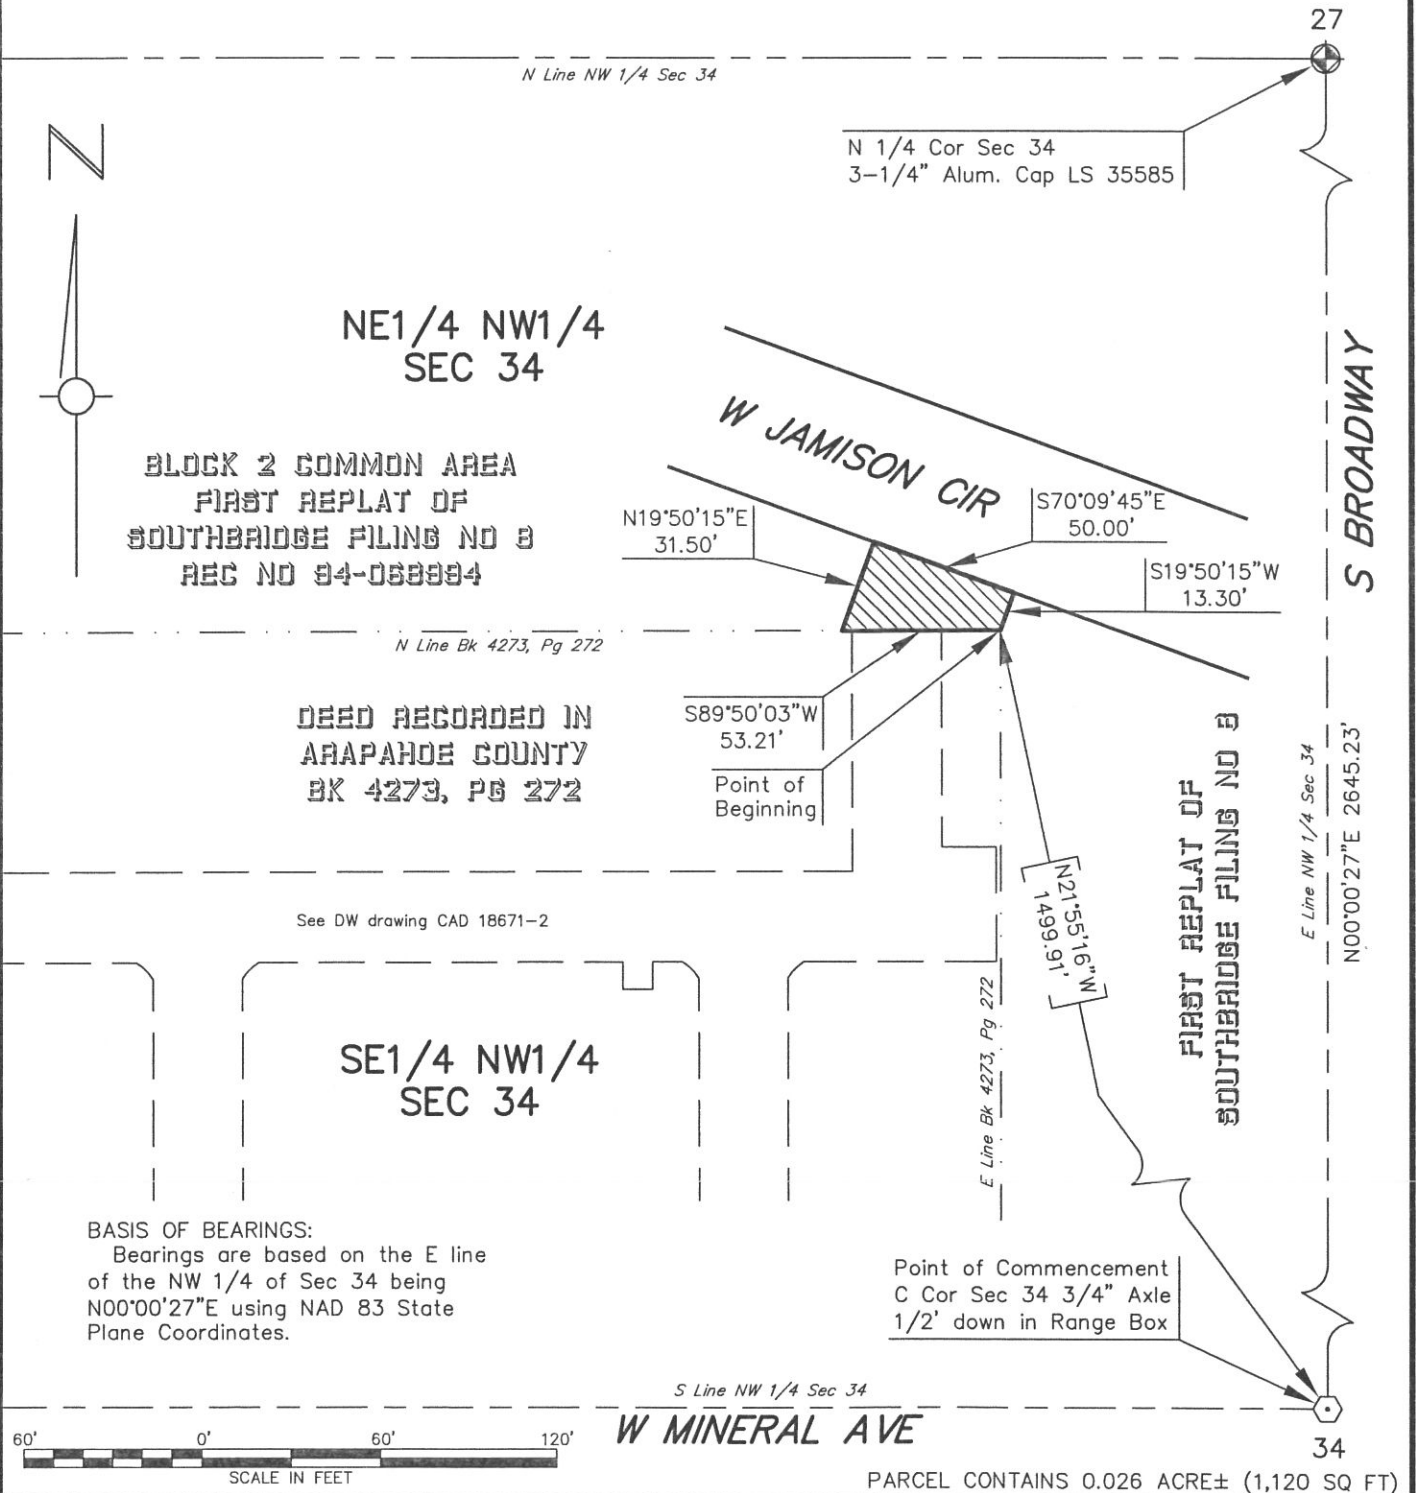 27
N Line NW 1/4 Sec 34
N
N 1/4 Cor Sec 34
3-1/4" Alum. Cap LS 35585
NE1/4 NW1/4
SEC 34
S BROADWAY
W JAMISON CIR
BLOCK 2 COMMON AREA
FIRST REPLAT OF
SOUTHBRIDGE FILING NO 3
REC NO
N19°50'15"E
31.50'
S70°09'45"E
50.00'
S19°50'15"W
13.30'
N Line Bk 4273, Pg 272
DEED RECORDED IN
ARAPAHOE COUNTY
BK 4273, PG 272
S89°50'03"W
53.21'
Point of
Beginning
FIRST REPLAT OF
SOUTHBRIDGE FILING NO 3
E Line NW 1/4 Sec 34
N00°00'27"E 2645.23'
N21°55'16"W
1499.91'
See DW drawing CAD 18671-2
E Line Bk 4273, Pg 272
SE1/4 NW1/4
SEC 34
BASIS OF BEARINGS:
Bearings are based on the E line
of the NW 1/4 of Sec 34 being
N00°00'27"E using NAD 83 State
Plane Coordinates.
Point of Commencement
C Cor Sec 34 3/4" Axle
1/2' down in Range Box
S Line NW 1/4 Sec 34
W MINERAL AVE
60' 0' 60' 120'
SCALE IN FEET
34
PARCEL CONTAINS 0.026 ACRE± (1,120 SQ FT)